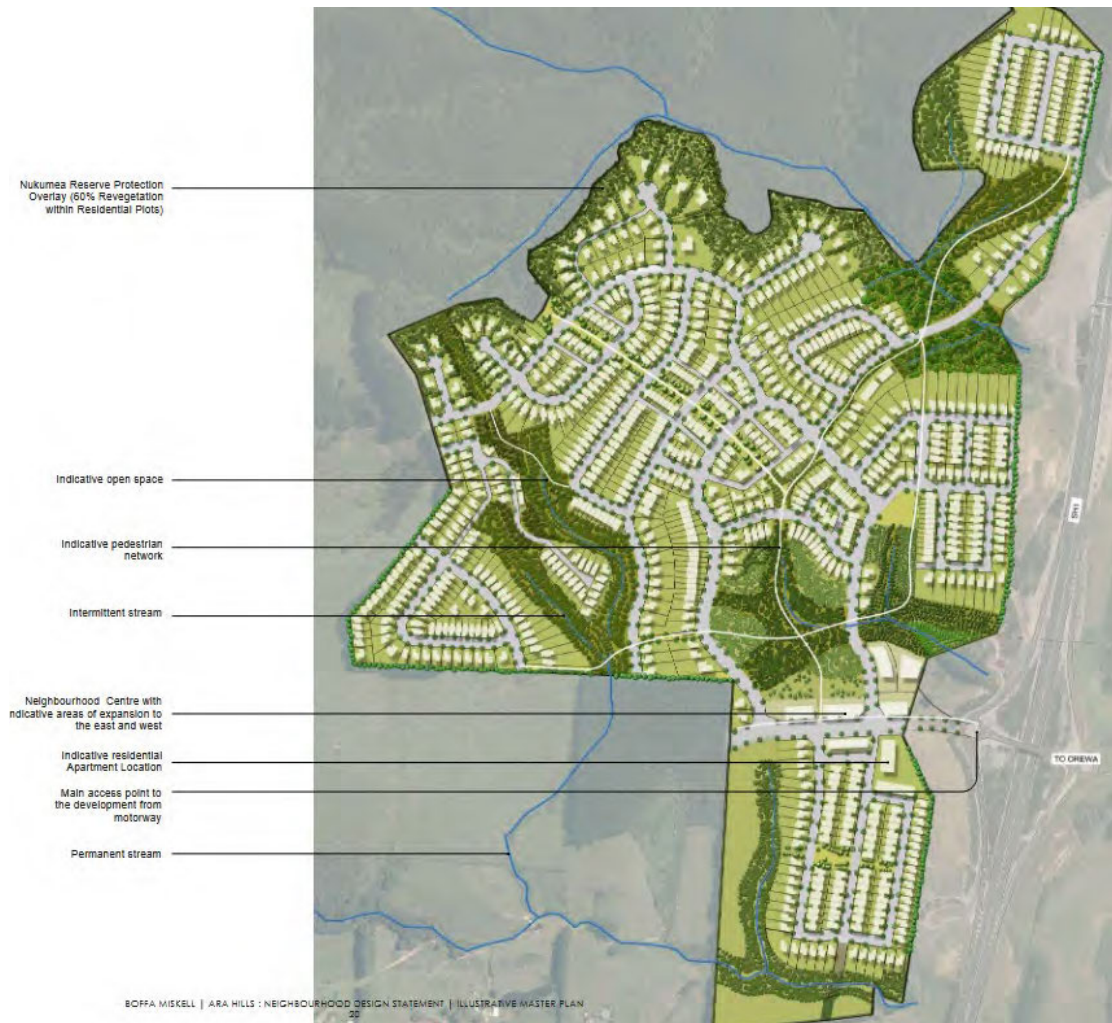 Nukumea Reserve Protection
Overlay (60% Revegetation
within Residential Plots)
Indicative open space
Indicative pedestrian
network
Intermittent stream
Neighbourhood Centre with
ndicative areas of expansion to
the east and west
Indicative residential
Apartment Location
Main access point to
the development from
motorway
Permanent stream
SH1
TO OREWA
BOFFA MISKELL | ARA HILLS : NEIGHBOURHOOD DESIGN STATEMENT | ILLUSTRATIVE MASTER PLAN
20